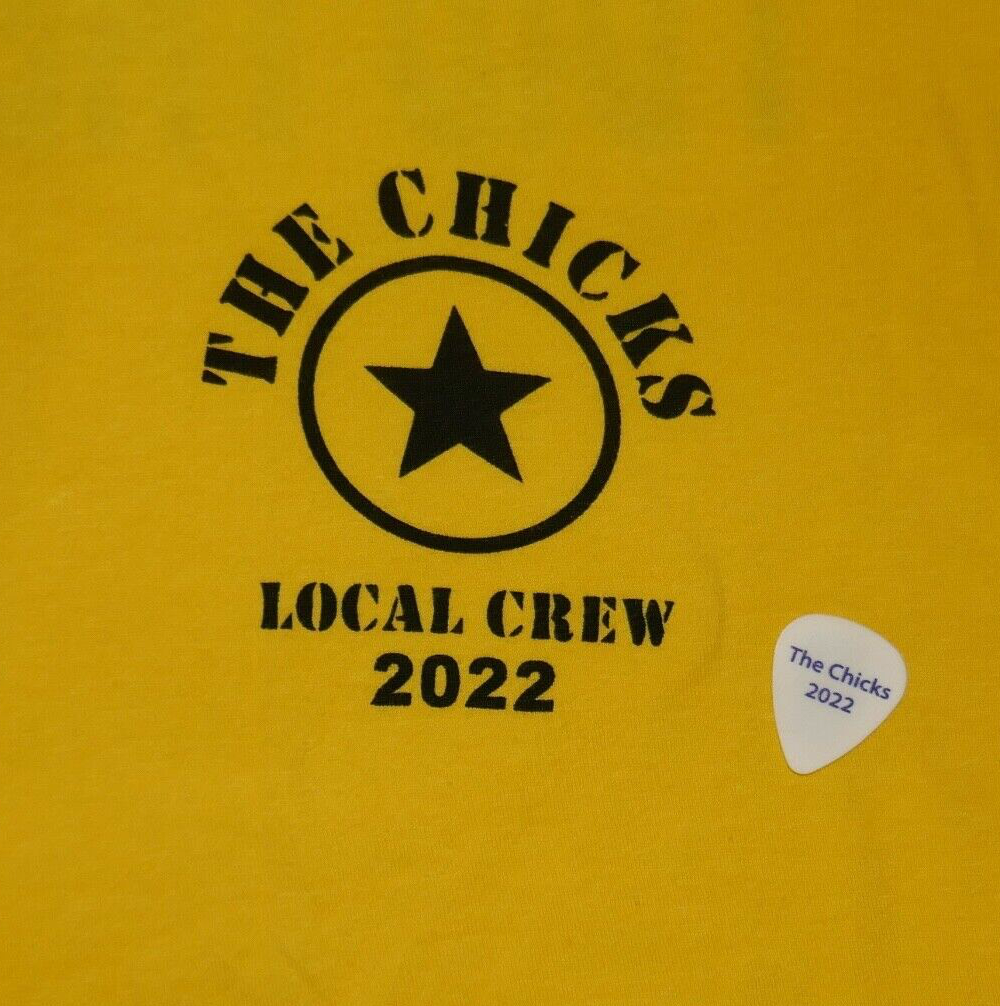 THE CHICKS
LOCAL CREW
2022
The Chicks
2022